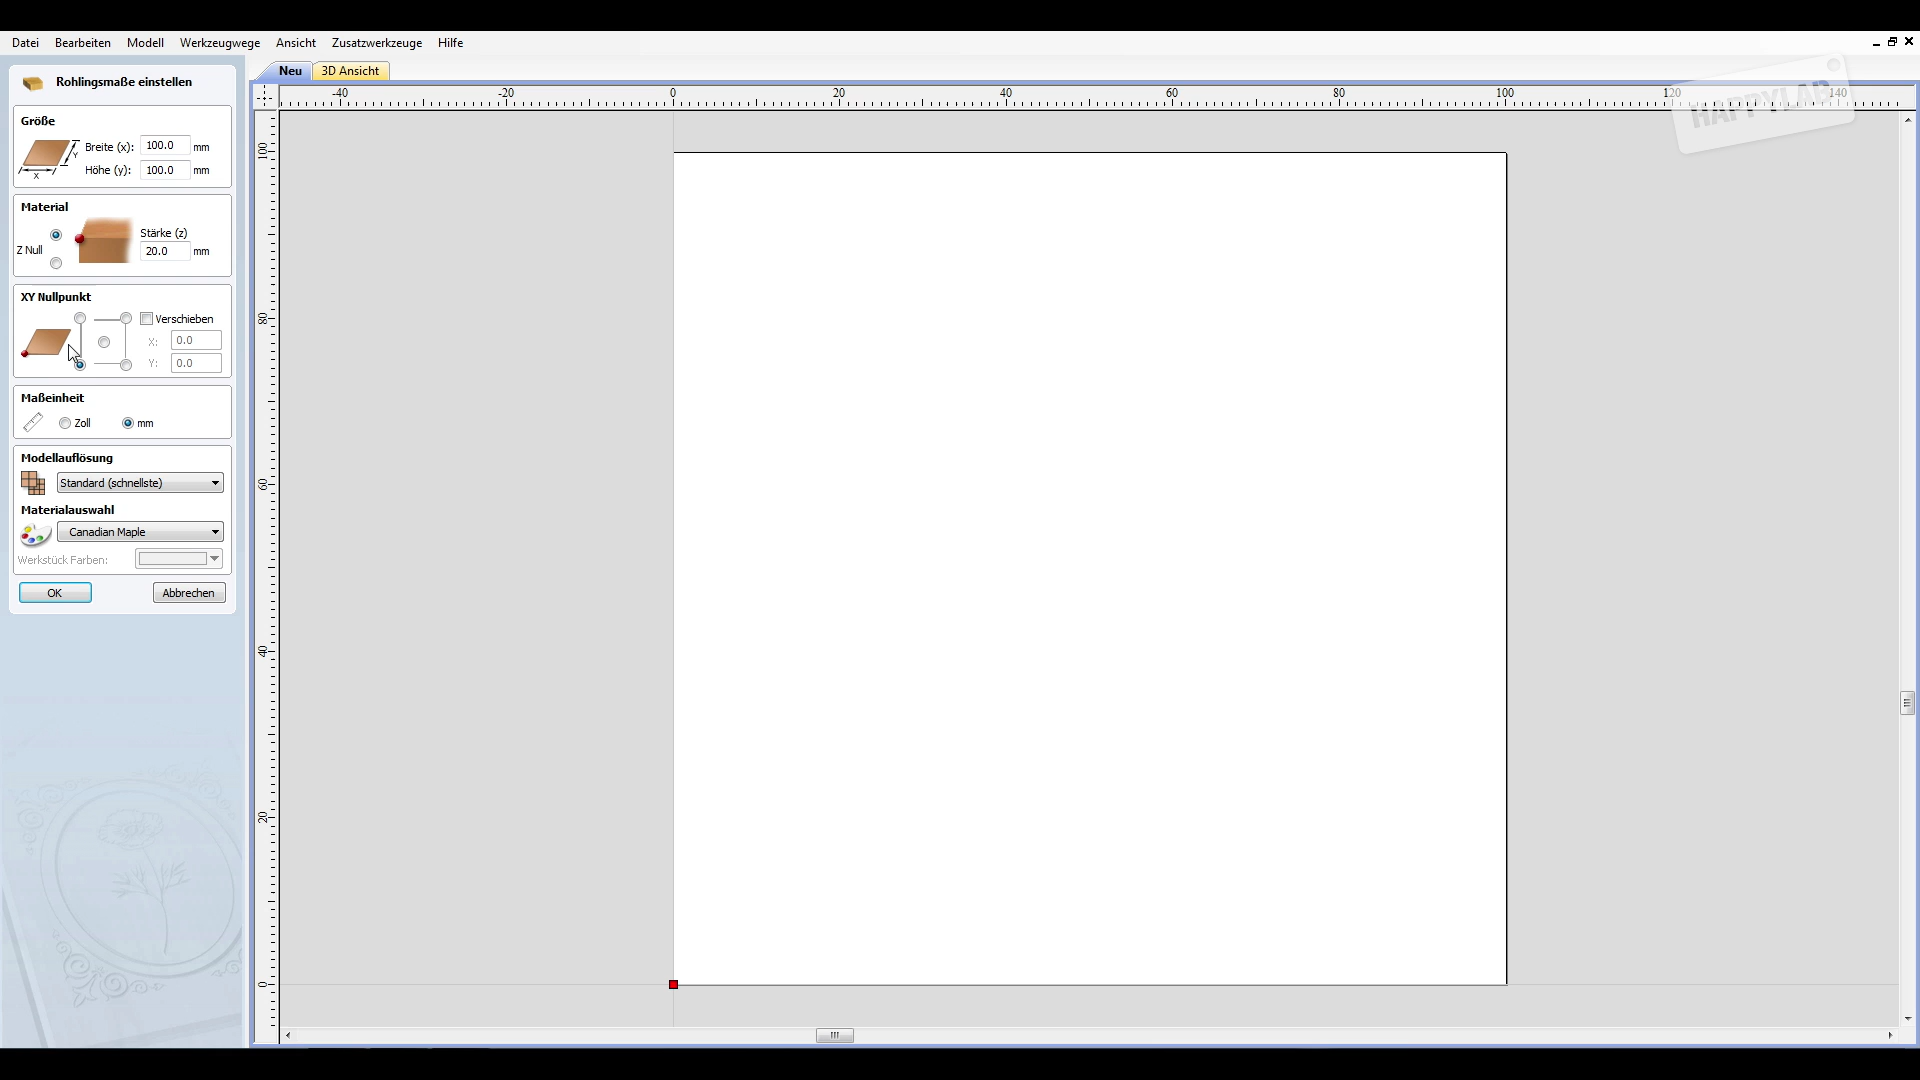 Datei Bearbeiten Modell Werkzeugwege Ansicht Zusatzwerkzeuge Hilfe
Rohlingsmaße einstellen
Neu 3D Ansicht
-40 -20 0 20 40 60 80 100 120 140
HAPPYLAB
Größe
Breite (x): 100.0 mm
Höhe (y): 100.0 mm
Y
X
Material
Z Null
Stärke (z)
20.0 mm
XY Nullpunkt
Verschieben
X: 0.0
Y: 0.0
Maßeinheit
Zoll mm
Modellauflösung
Standard (schnellste)
Materialauswahl
Canadian Maple
Werkstück Farben:
OK Abbrechen
100
80
60
40
20
0